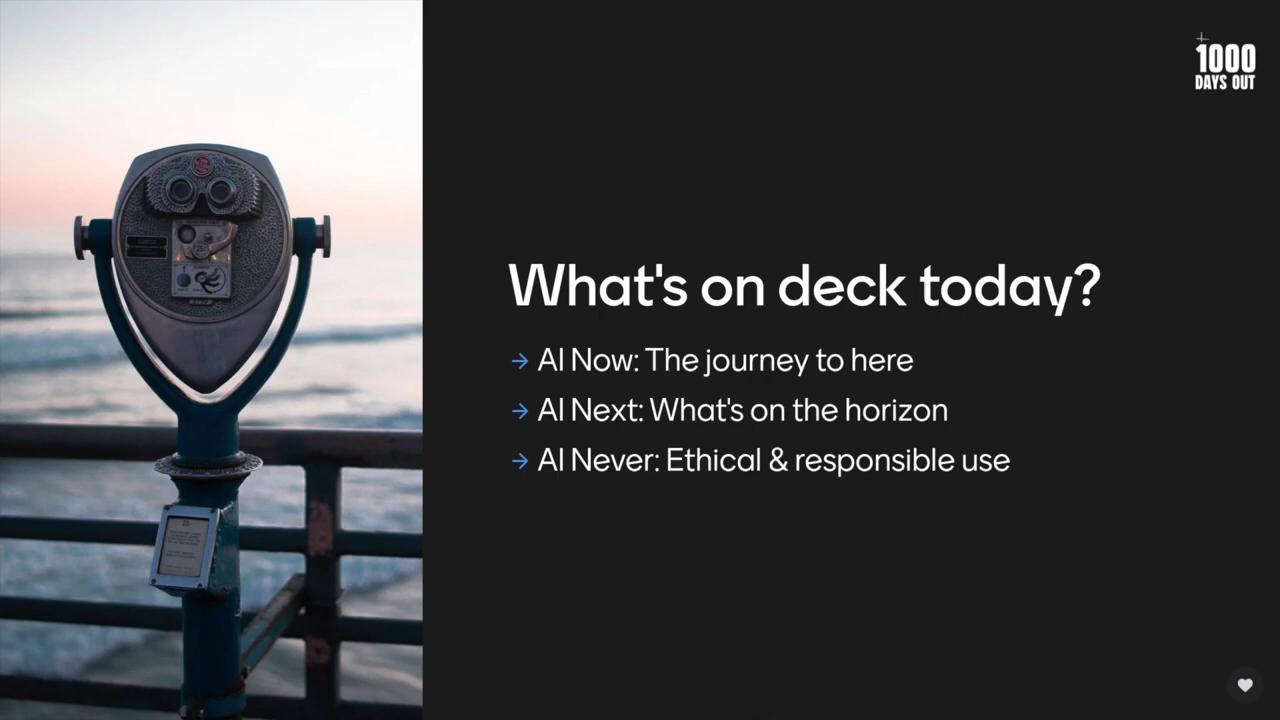 1000
DAYS OUT
What's on deck today?
→ AI Now: The journey to here
→ AI Next: What's on the horizon
→ AI Never: Ethical & responsible use